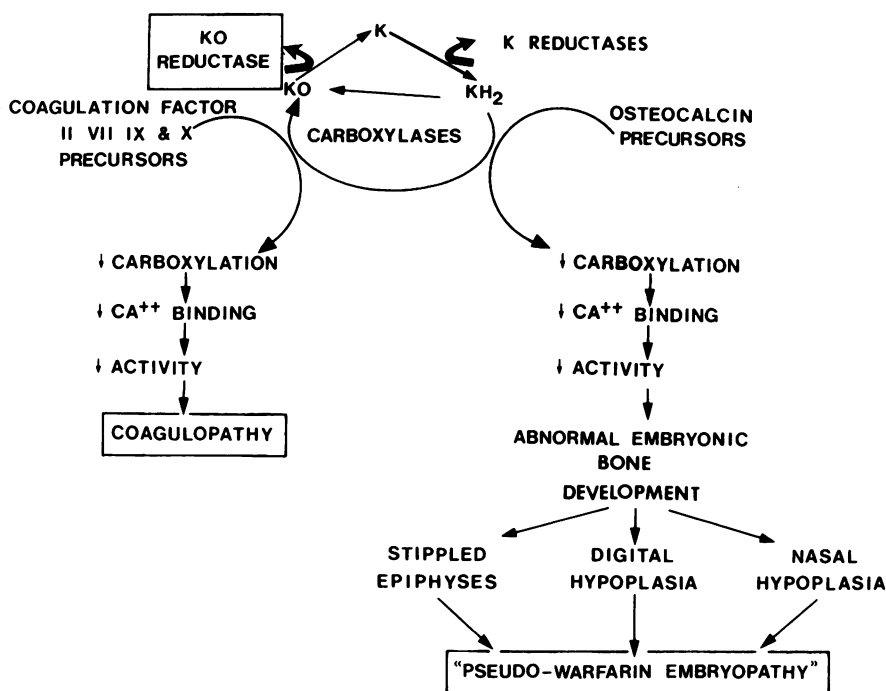 KO
REDUCTASE
K
K REDUCTASES
KO
KH2
COAGULATION FACTOR
II VII IX & X
PRECURSORS
CARBOXYLASES
OSTEOCALCIN
PRECURSORS
↓ CARBOXYLATION
↓ CA++ BINDING
↓ ACTIVITY
COAGULOPATHY
↓ CARBOXYLATION
↓ CA++ BINDING
↓ ACTIVITY
ABNORMAL EMBRYONIC
BONE
DEVELOPMENT
STIPPLED
EPIPHYSES
DIGITAL
HYPOPLASIA
NASAL
HYPOPLASIA
"PSEUDO-WARFARIN EMBRYOPATHY"